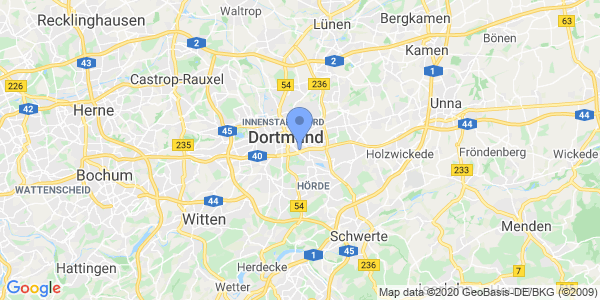 Waltrop
Recklinghausen
Lünen
Bergkamen
63
Bönen
2
Kamen
43
2
Castrop-Rauxel
226
54
236
1
42
Herne
INNENSTADT-NORD
Unna
45
44
44
Dortmund
235
40
Holzwickede
Fröndenberg
Wickede
Bochum
233
WATTENSCHEID
HÖRDE
44
54
Witten
Menden
Schwerte
1
45
Hattingen
Herdecke
236
7
515
Google
Map data ©2020 GeoBasis-DE/BKG (©2009)